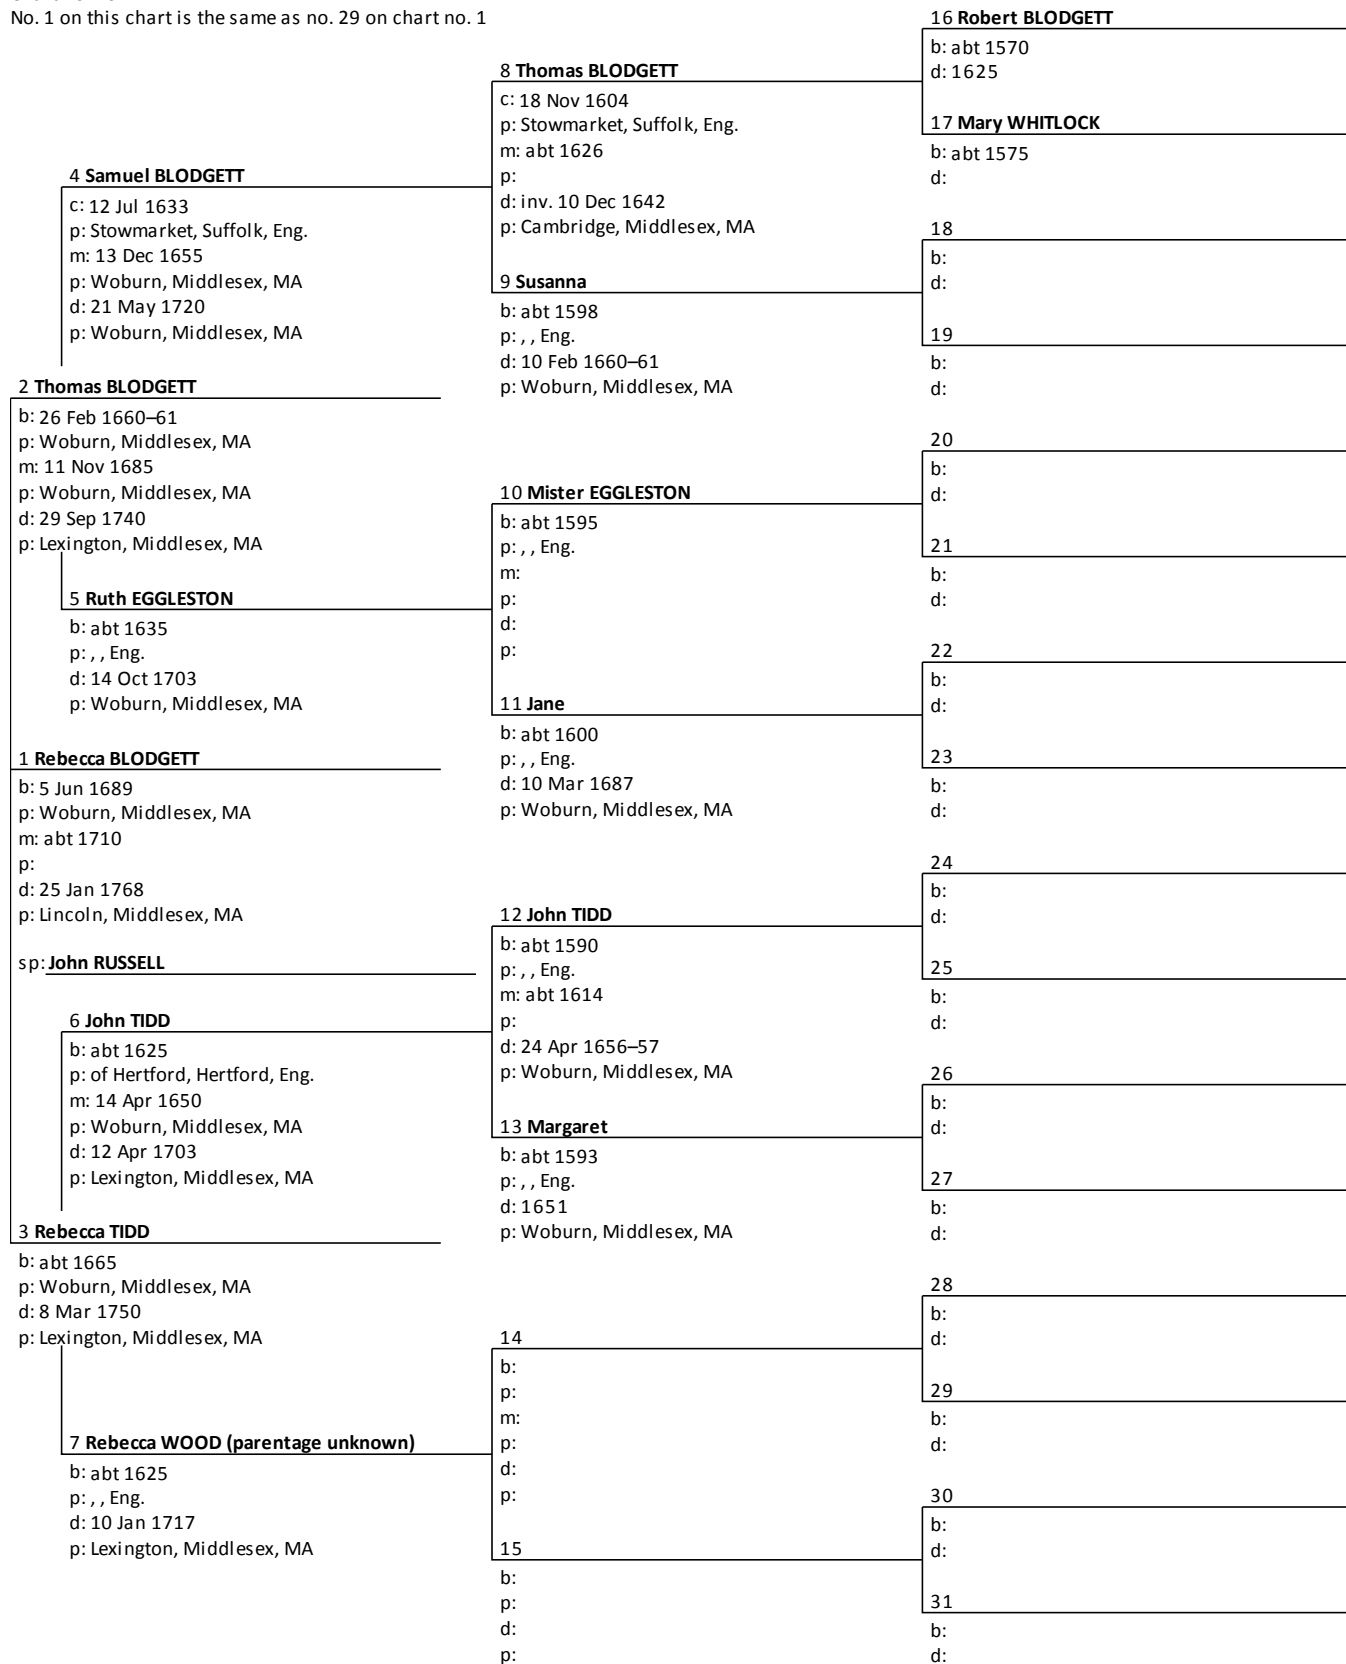 No. 1 on this chart is the same as no. 29 on chart no. 1
16 Robert BLODGETT
b: abt 1570
d: 1625
8 Thomas BLODGETT
c: 18 Nov 1604
p: Stowmarket, Suffolk, Eng.
m: abt 1626
p:
d: inv. 10 Dec 1642
p: Cambridge, Middlesex, MA
17 Mary WHITLOCK
b: abt 1575
d:
4 Samuel BLODGETT
c: 12 Jul 1633
p: Stowmarket, Suffolk, Eng.
m: 13 Dec 1655
p: Woburn, Middlesex, MA
d: 21 May 1720
p: Woburn, Middlesex, MA
18
b:
d:
9 Susanna
b: abt 1598
p: , , Eng.
d: 10 Feb 1660–61
p: Woburn, Middlesex, MA
19
b:
d:
2 Thomas BLODGETT
b: 26 Feb 1660–61
p: Woburn, Middlesex, MA
m: 11 Nov 1685
p: Woburn, Middlesex, MA
d: 29 Sep 1740
p: Lexington, Middlesex, MA
20
b:
d:
10 Mister EGGLESTON
b: abt 1595
p: , , Eng.
m:
p:
d:
p:
21
b:
d:
5 Ruth EGGLESTON
b: abt 1635
p: , , Eng.
d: 14 Oct 1703
p: Woburn, Middlesex, MA
22
b:
d:
11 Jane
b: abt 1600
p: , , Eng.
d: 10 Mar 1687
p: Woburn, Middlesex, MA
23
b:
d:
1 Rebecca BLODGETT
b: 5 Jun 1689
p: Woburn, Middlesex, MA
m: abt 1710
p:
d: 25 Jan 1768
p: Lincoln, Middlesex, MA
sp: John RUSSELL
24
b:
d:
12 John TIDD
b: abt 1590
p: , , Eng.
m: abt 1614
p:
d: 24 Apr 1656–57
p: Woburn, Middlesex, MA
25
b:
d:
6 John TIDD
b: abt 1625
p: of Hertford, Hertford, Eng.
m: 14 Apr 1650
p: Woburn, Middlesex, MA
d: 12 Apr 1703
p: Lexington, Middlesex, MA
26
b:
d:
13 Margaret
b: abt 1593
p: , , Eng.
d: 1651
p: Woburn, Middlesex, MA
27
b:
d:
3 Rebecca TIDD
b: abt 1665
p: Woburn, Middlesex, MA
d: 8 Mar 1750
p: Lexington, Middlesex, MA
28
b:
d:
14
b:
p:
m:
p:
d:
p:
29
b:
d:
7 Rebecca WOOD (parentage unknown)
b: abt 1625
p: , , Eng.
d: 10 Jan 1717
p: Lexington, Middlesex, MA
30
b:
d:
15
b:
p:
d:
p:
31
b:
d: